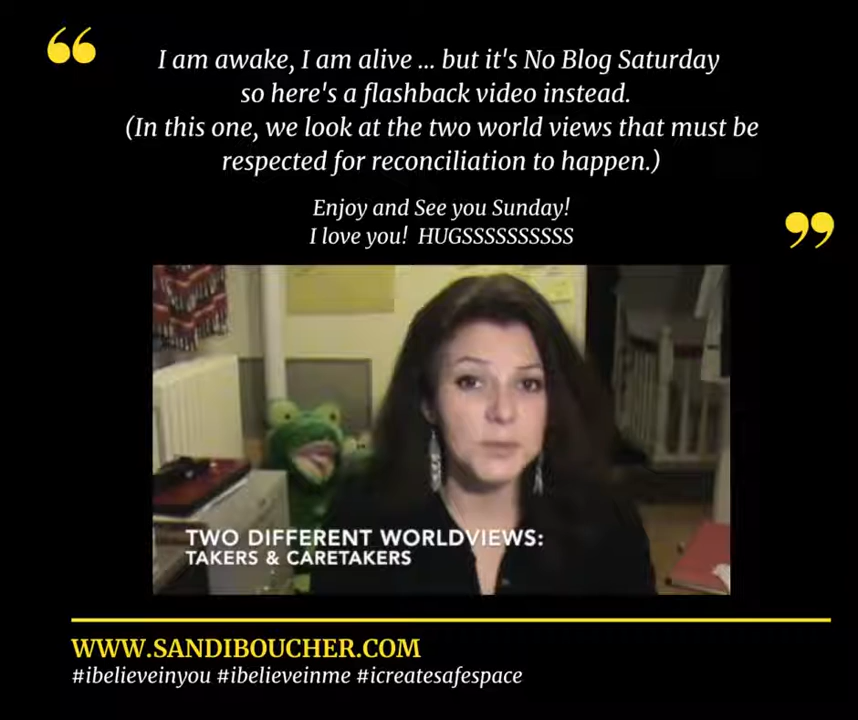 I am awake, I am alive ... but it's No Blog Saturday
so here's a flashback video instead.
(In this one, we look at the two world views that must be
respected for reconciliation to happen.)
Enjoy and See you Sunday!
I love you! HUGSSSSSSSSSS
TWO DIFFERENT WORLDVIEWS:
TAKERS & CARETAKERS
WWW.SANDIBOUCHER.COM
#ibelieveinyou #ibelieveinme #icreatesafespace